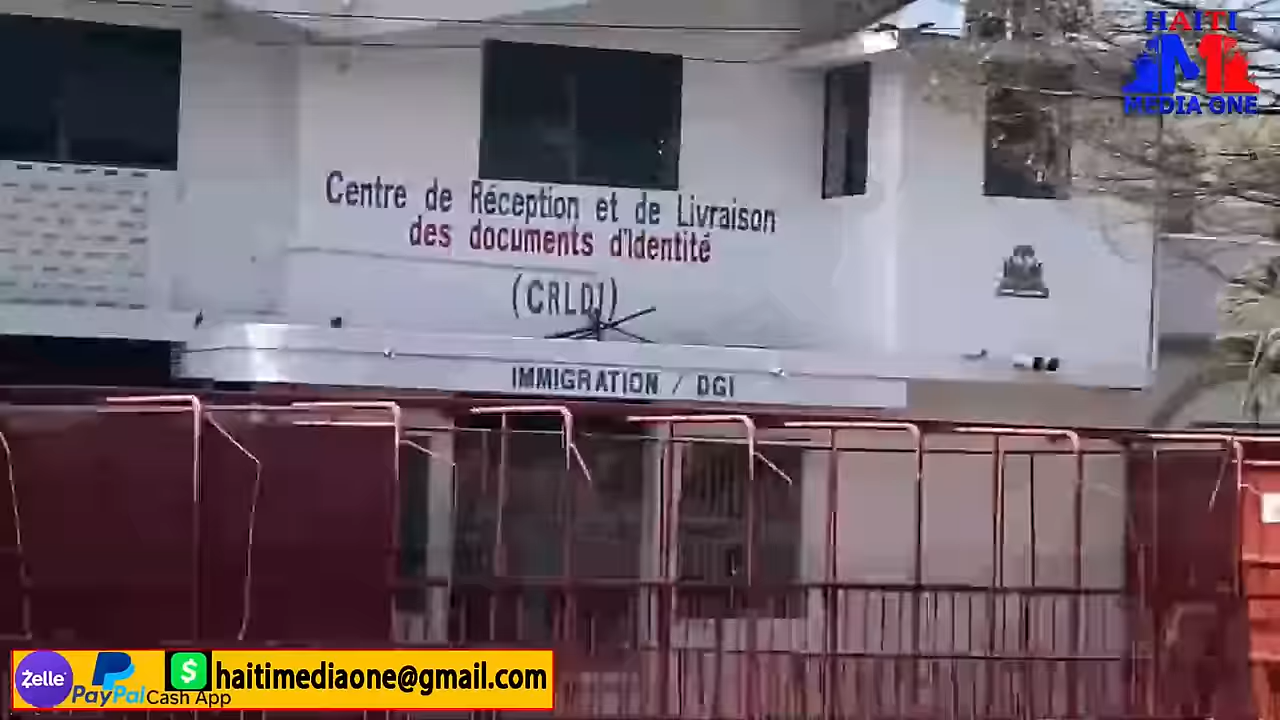 HAITI
MEDIA ONE
Centre de Réception et de Livraison
des documents d'Identité
(CRLDI)
IMMIGRATION / DGI
Zelle
PayPal
$
Cash App
haitimediaone@gmail.com